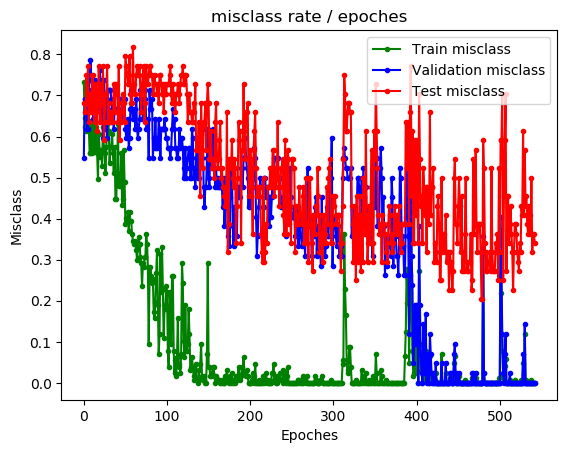 misclass rate / epoches
Train misclass
Validation misclass
Test misclass
Misclass
0.8
0.7
0.6
0.5
0.4
0.3
0.2
0.1
0.0
0 100 200 300 400 500
Epoches